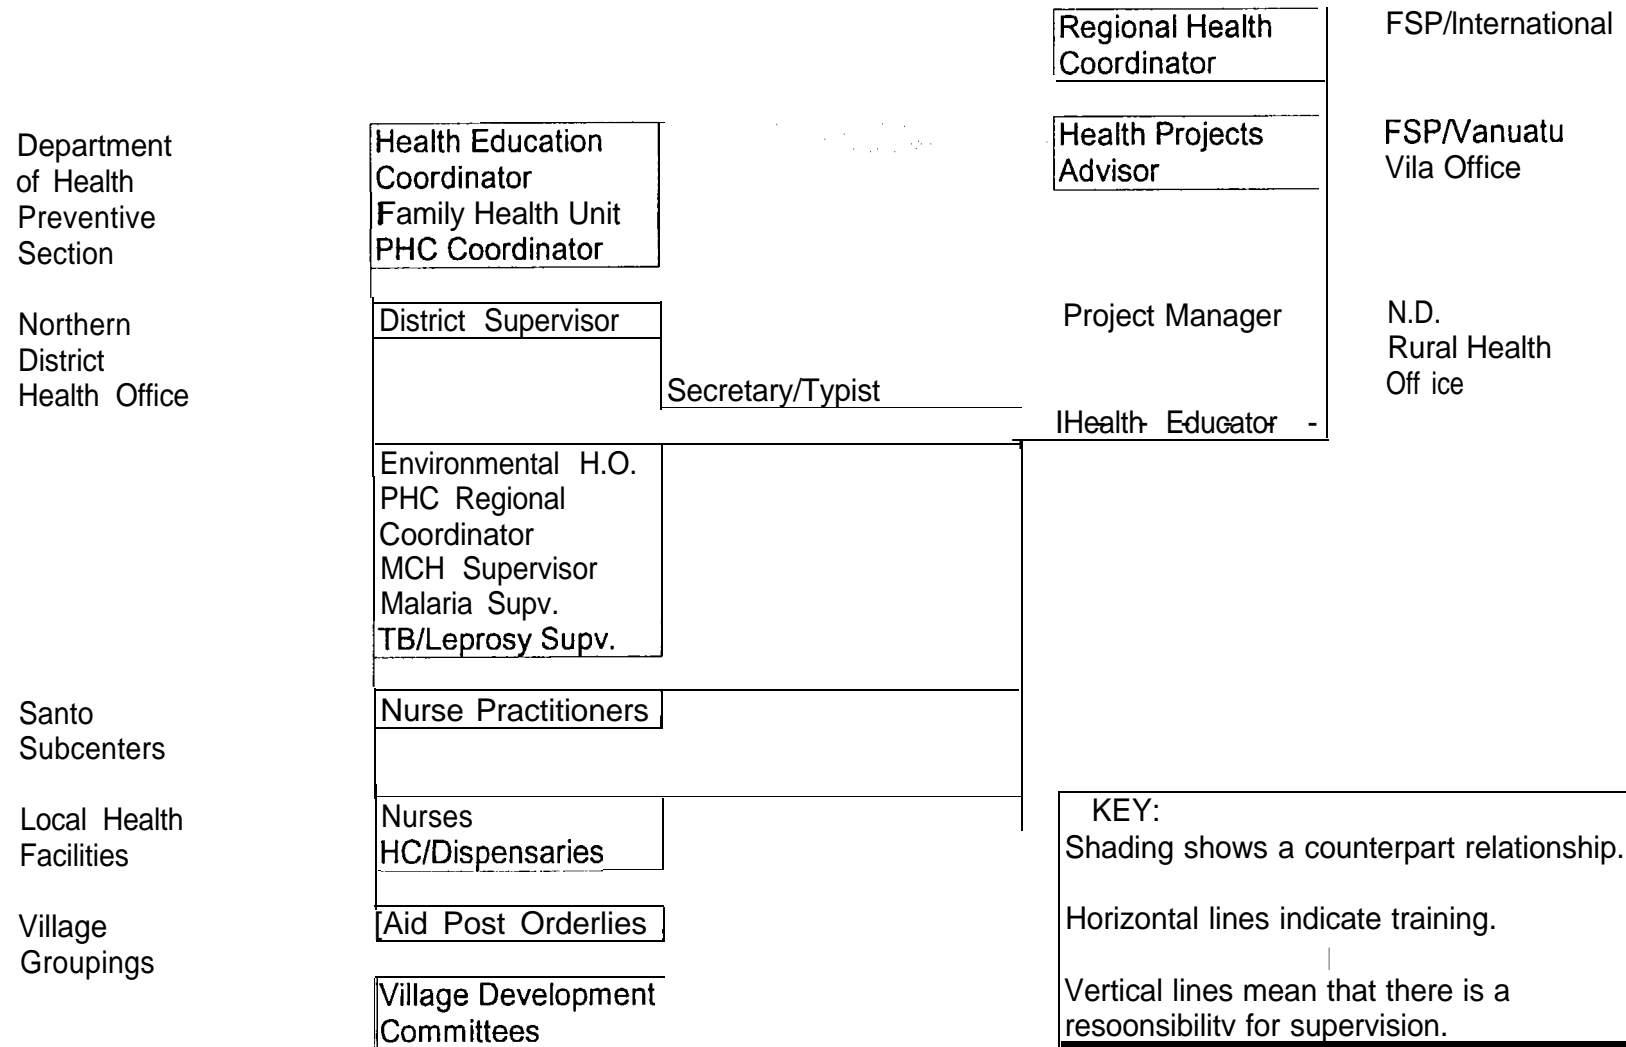 Regional Health
Coordinator
FSP/International
Department
of Health
Preventive
Section
Health Education
Coordinator
Family Health Unit
PHC Coordinator
Health Projects
Advisor
FSP/Vanuatu
Vila Office
Northern
District
Health Office
District Supervisor
Secretary/Typist
Project Manager
Health Educator
N.D.
Rural Health
Off ice
Environmental H.O.
PHC Regional
Coordinator
MCH Supervisor
Malaria Supv.
TB/Leprosy Supv.
Santo
Subcenters
Nurse Practitioners
Local Health
Facilities
Nurses
HC/Dispensaries
Village
Groupings
Aid Post Orderlies
Village Development
Committees
KEY:
Shading shows a counterpart relationship.
Horizontal lines indicate training.
Vertical lines mean that there is a
responsibility for supervision.